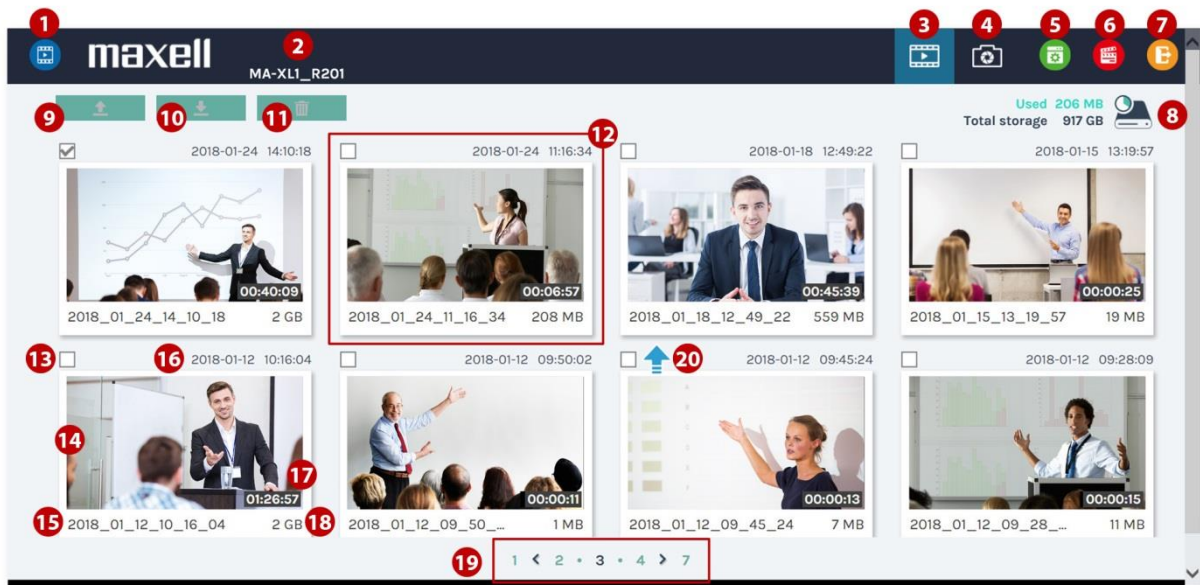 1 2 3 4 5 6 7
maxell
MA-XL1_R201
9 10 11
Used 206 MB
Total storage 917 GB
8
12
2018-01-24 14:10:18
2018-01-24 11:16:34
2018-01-18 12:49:22
2018-01-15 13:19:57
00:40:09
00:06:57
00:45:39
00:00:25
2018_01_24_14_10_18 2 GB
2018_01_24_11_16_34 208 MB
2018_01_18_12_49_22 559 MB
2018_01_15_13_19_57 19 MB
13 16 2018-01-12 10:16:04
2018-01-12 09:50:02
20 2018-01-12 09:45:24
2018-01-12 09:28:09
14
17
01:26:57
00:00:11
00:00:13
00:00:15
15 2018_01_12_10_16_04 2 GB 18
2018_01_12_09_50_... 1 MB
2018_01_12_09_45_24 7 MB
2018_01_12_09_28_... 11 MB
19 1 < 2 • 3 • 4 > 7